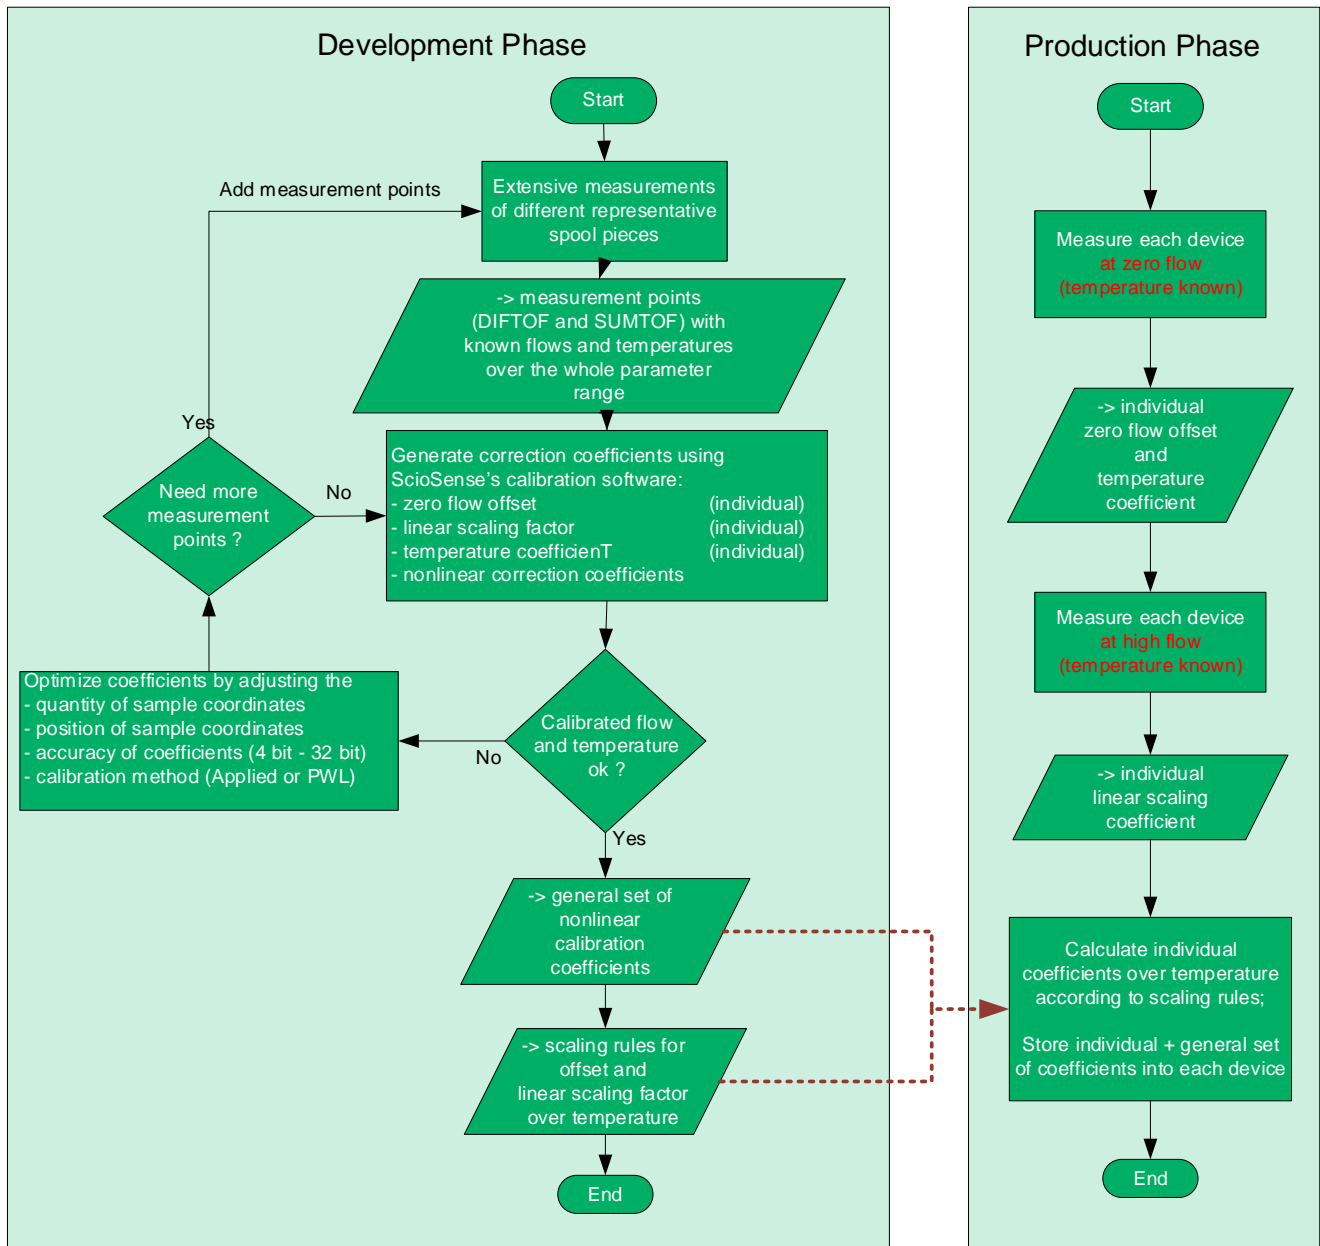 Development Phase
Start
Add measurement points
Extensive measurements
of different representative
spool pieces
-> measurement points
(DIFTOF and SUMTOF) with
known flows and temperatures
over the whole parameter
range
Yes
Need more
measurement
points ?
No
Generate correction coefficients using
ScioSense's calibration software:
- zero flow offset (individual)
- linear scaling factor (individual)
- temperature coefficienT (individual)
- nonlinear correction coefficients
Optimize coefficients by adjusting the
- quantity of sample coordinates
- position of sample coordinates
- accuracy of coefficients (4 bit - 32 bit)
- calibration method (Applied or PWL)
No
Calibrated flow
and temperature
ok ?
Yes
-> general set of
nonlinear
calibration
coefficients
-> scaling rules for
offset and
linear scaling factor
over temperature
End
Production Phase
Start
Measure each device
at zero flow
(temperature known)
-> individual
zero flow offset
and
temperature
coefficient
Measure each device
at high flow
(temperature known)
-> individual
linear scaling
coefficient
Calculate individual
coefficients over temperature
according to scaling rules;
Store individual + general set
of coefficients into each device
End